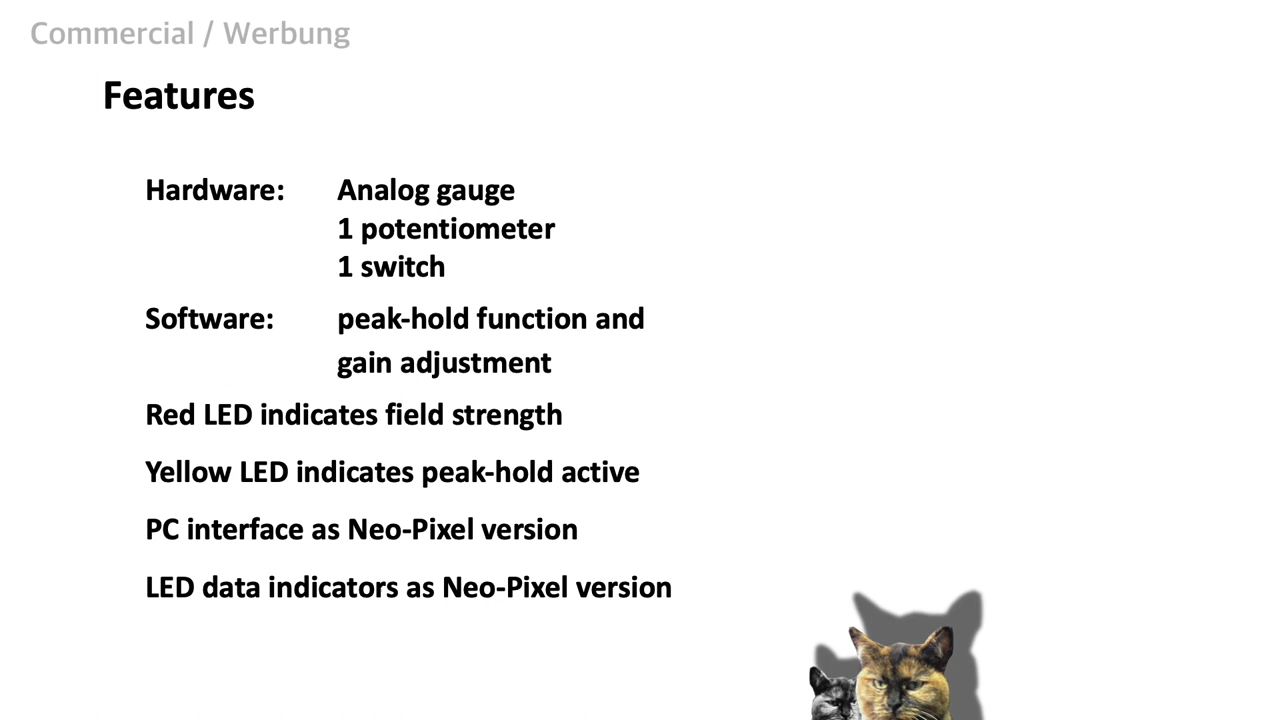 Commercial / Werbung
Features
Hardware: Analog gauge
1 potentiometer
1 switch
Software: peak-hold function and
gain adjustment
Red LED indicates field strength
Yellow LED indicates peak-hold active
PC interface as Neo-Pixel version
LED data indicators as Neo-Pixel version